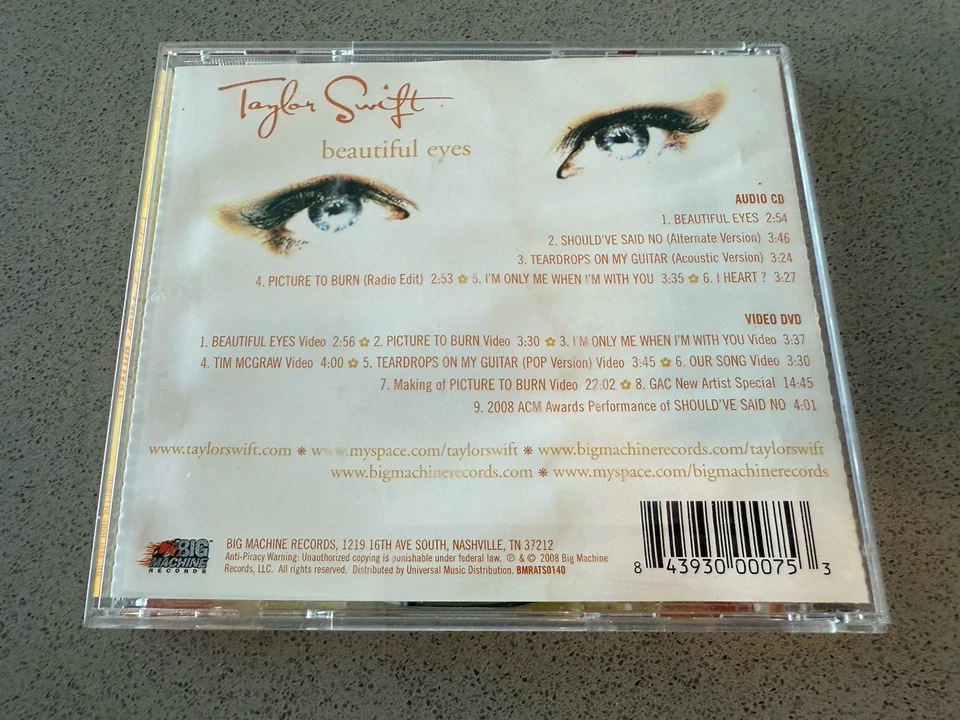 Taylor Swift
beautiful eyes
AUDIO CD
1. BEAUTIFUL EYES 2:54
2. SHOULD'VE SAID NO (Alternate Version) 3:46
3. TEARDROPS ON MY GUITAR (Acoustic Version) 3:24
4. PICTURE TO BURN (Radio Edit) 2:53 ✿ 5. I'M ONLY ME WHEN I'M WITH YOU 3:35 ✿ 6. I HEART ? 3:27
VIDEO DVD
1. BEAUTIFUL EYES Video 2:56 ✿ 2. PICTURE TO BURN Video 3:30 ✿ 3. I'M ONLY ME WHEN I'M WITH YOU Video 3:37
4. TIM MCGRAW Video 4:00 ✿ 5. TEARDROPS ON MY GUITAR (POP Version) Video 3:45 ✿ 6. OUR SONG Video 3:30
7. Making of PICTURE TO BURN Video 22:02 ✿ 8. GAC New Artist Special 14:45
9. 2008 ACM Awards Performance of SHOULD'VE SAID NO 4:01
www.taylorswift.com ✷ www.myspace.com/taylorswift ✷ www.bigmachinerecords.com/taylorswift
www.bigmachinerecords.com ✷ www.myspace.com/bigmachinerecords
BIG MACHINE RECORDS
BIG MACHINE RECORDS, 1219 16TH AVE SOUTH, NASHVILLE, TN 37212
Anti-Piracy Warning: Unauthorized copying is punishable under federal law. ℗ & © 2008 Big Machine
Records, LLC. All rights reserved. Distributed by Universal Music Distribution. BMRATS0140
8 43930 00075 3